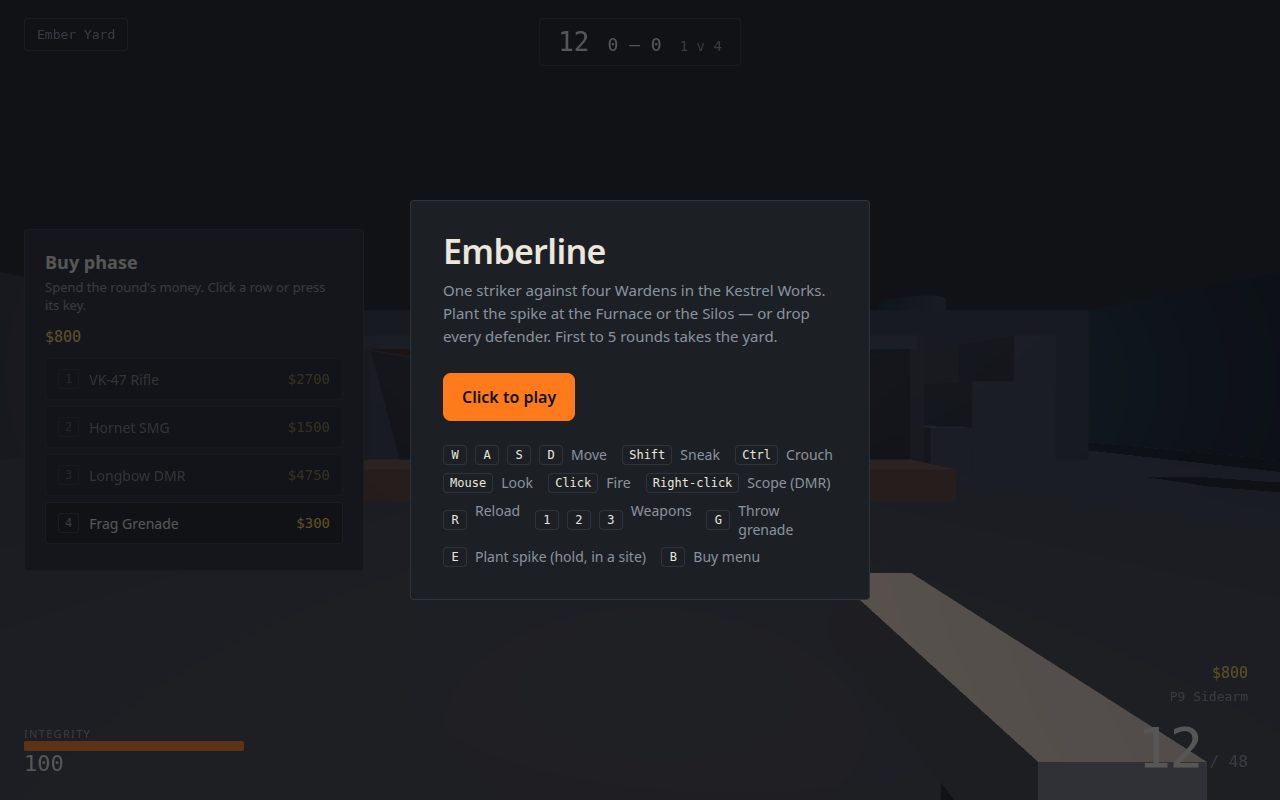 Ember Yard
12 0 — 0 1 v 4
Buy phase
Spend the round's money. Click a row or press
its key.
$800
1 VK-47 Rifle $2700
2 Hornet SMG $1500
3 Longbow DMR $4750
4 Frag Grenade $300
Emberline
One striker against four Wardens in the Kestrel Works.
Plant the spike at the Furnace or the Silos — or drop
every defender. First to 5 rounds takes the yard.
Click to play
W A S D Move Shift Sneak Ctrl Crouch
Mouse Look Click Fire Right-click Scope (DMR)
R Reload 1 2 3 Weapons G Throw
grenade
E Plant spike (hold, in a site) B Buy menu
INTEGRITY
100
$800
P9 Sidearm
12 / 48